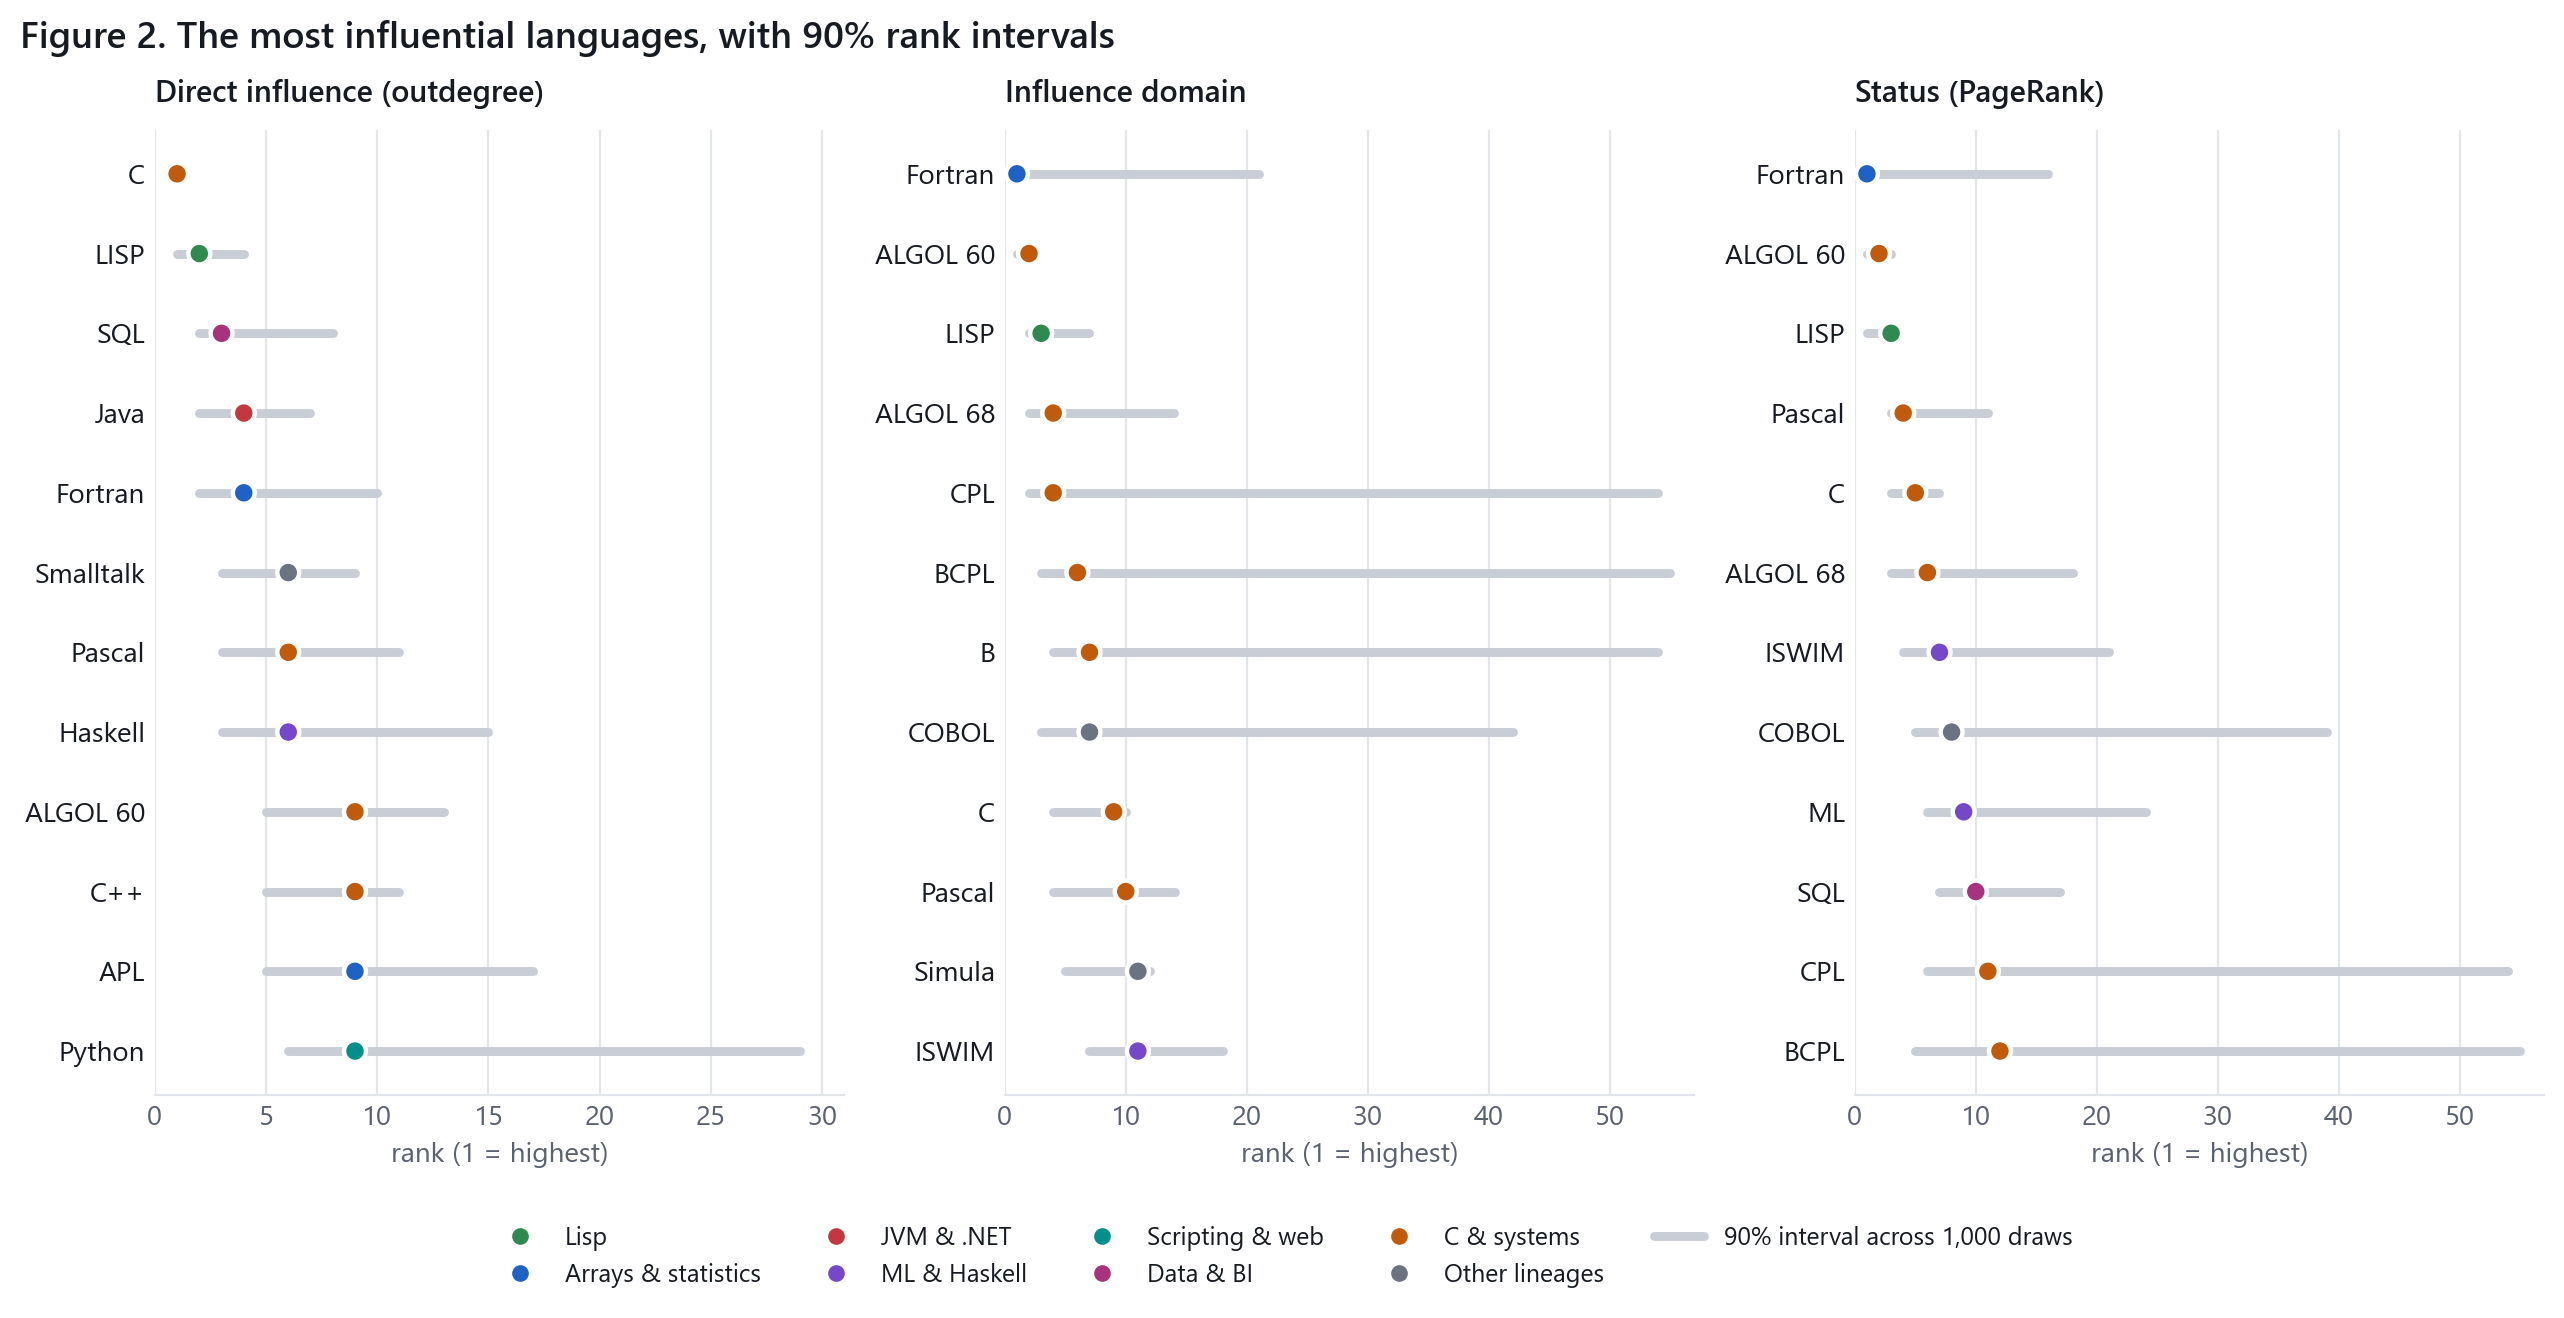 Figure 2. The most influential languages, with 90% rank intervals
Direct influence (outdegree)
C
LISP
SQL
Java
Fortran
Smalltalk
Pascal
Haskell
ALGOL 60
C++
APL
Python
0 5 10 15 20 25 30
rank (1 = highest)
Influence domain
Fortran
ALGOL 60
LISP
ALGOL 68
CPL
BCPL
B
COBOL
C
Pascal
Simula
ISWIM
0 10 20 30 40 50
rank (1 = highest)
Status (PageRank)
Fortran
ALGOL 60
LISP
Pascal
C
ALGOL 68
ISWIM
COBOL
ML
SQL
CPL
BCPL
0 10 20 30 40 50
rank (1 = highest)
Lisp JVM & .NET Scripting & web C & systems 90% interval across 1,000 draws
Arrays & statistics ML & Haskell Data & BI Other lineages